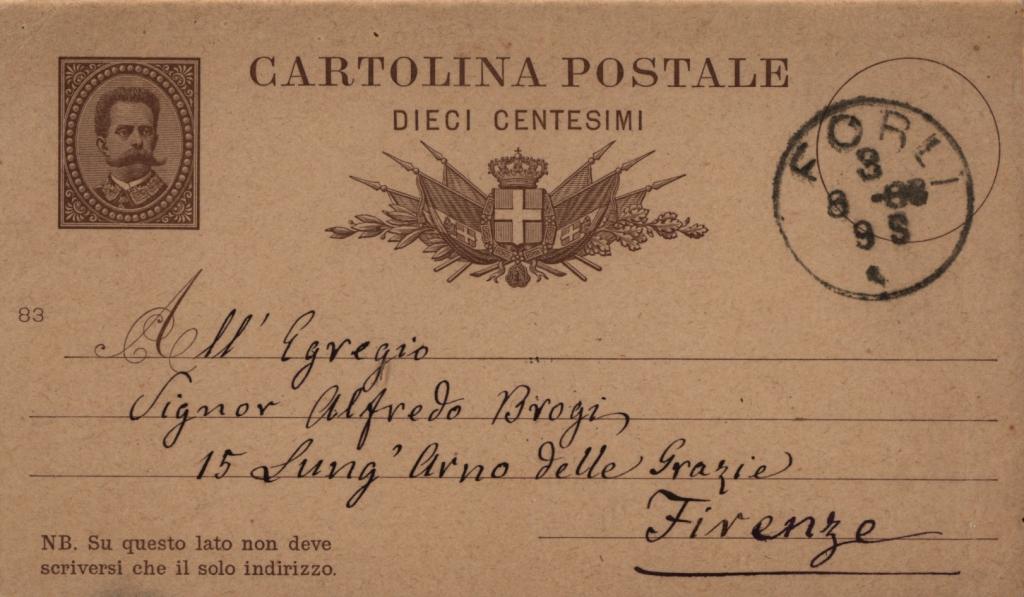 CARTOLINA POSTALE
DIECI CENTESIMI
FORLI
83
All' Egregio
Signor Alfredo Brogi
15 Lung' Arno delle Grazie
Firenze
NB. Su questo lato non deve
scriversi che il solo indirizzo.